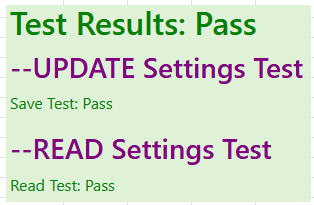 Test Results: Pass
--UPDATE Settings Test
Save Test: Pass
--READ Settings Test
Read Test: Pass